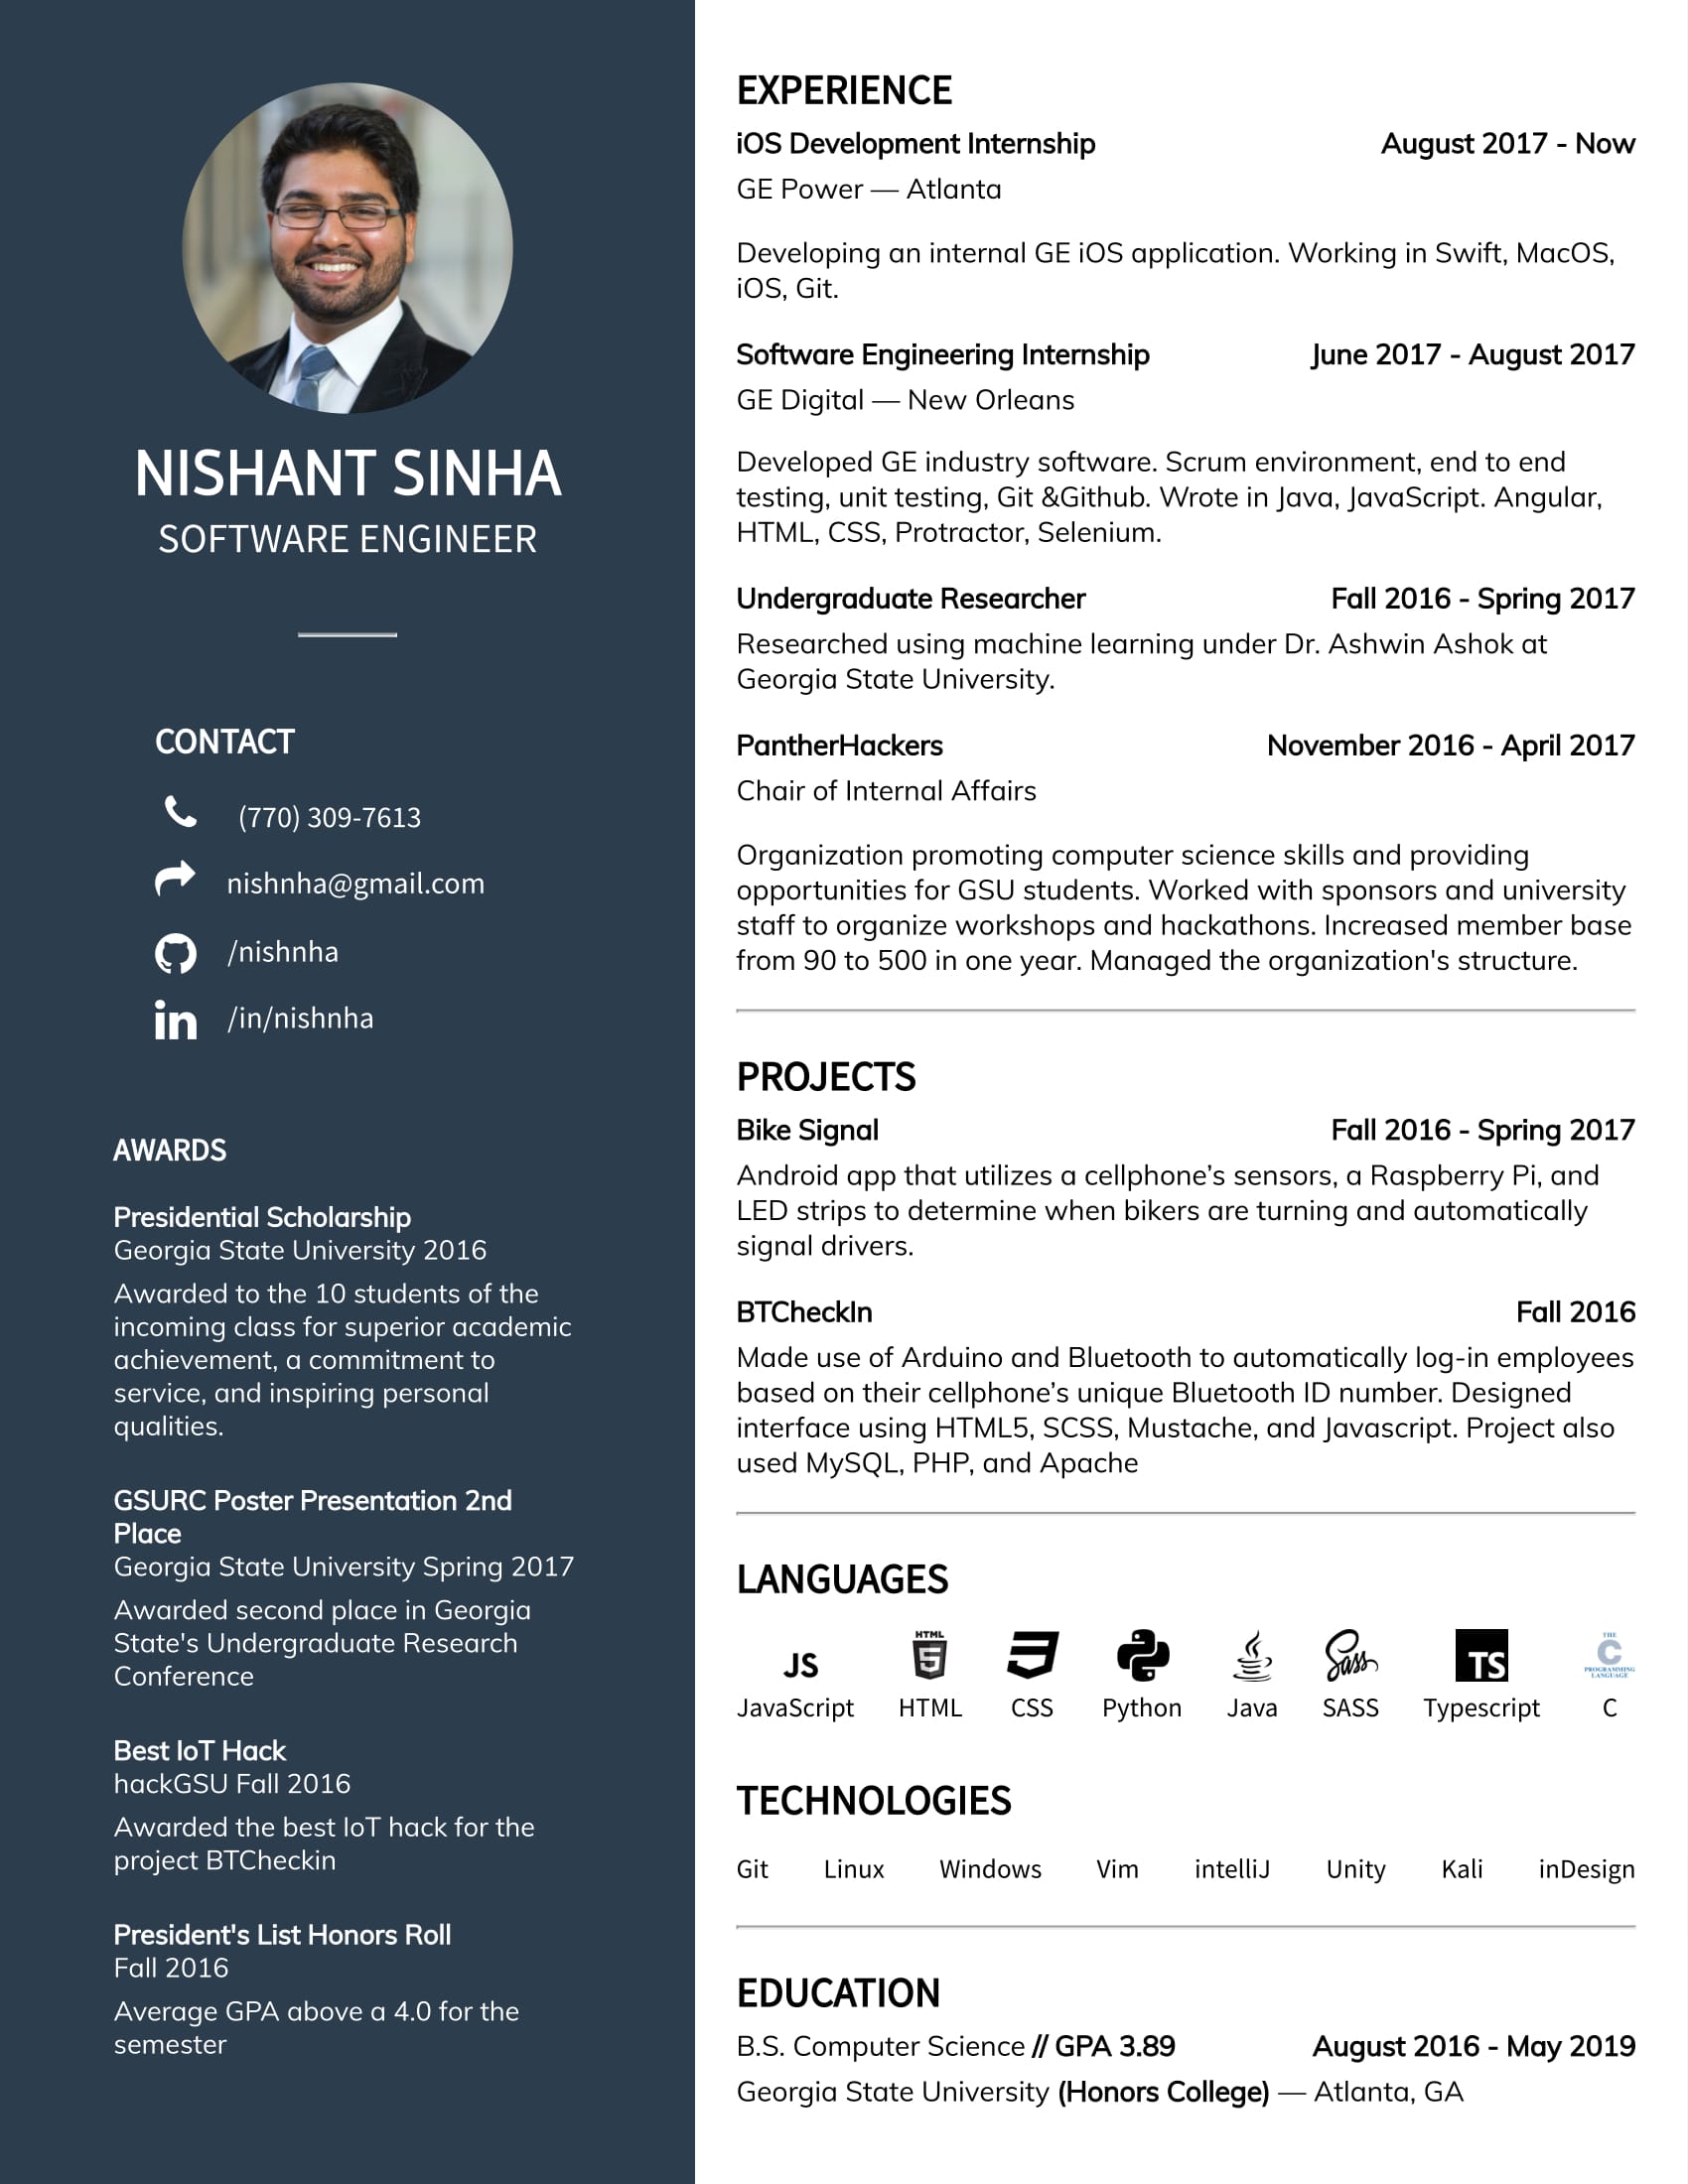 NISHANT SINHA
SOFTWARE ENGINEER
CONTACT
(770) 309-7613
nishnha@gmail.com
/nishnha
in /in/nishnha
AWARDS
Presidential Scholarship
Georgia State University 2016
Awarded to the 10 students of the
incoming class for superior academic
achievement, a commitment to
service, and inspiring personal
qualities.
GSURC Poster Presentation 2nd
Place
Georgia State University Spring 2017
Awarded second place in Georgia
State's Undergraduate Research
Conference
Best IoT Hack
hackGSU Fall 2016
Awarded the best IoT hack for the
project BTCheckin
President's List Honors Roll
Fall 2016
Average GPA above a 4.0 for the
semester
EXPERIENCE
iOS Development Internship August 2017 - Now
GE Power — Atlanta
Developing an internal GE iOS application. Working in Swift, MacOS,
iOS, Git.
Software Engineering Internship June 2017 - August 2017
GE Digital — New Orleans
Developed GE industry software. Scrum environment, end to end
testing, unit testing, Git &Github. Wrote in Java, JavaScript. Angular,
HTML, CSS, Protractor, Selenium.
Undergraduate Researcher Fall 2016 - Spring 2017
Researched using machine learning under Dr. Ashwin Ashok at
Georgia State University.
PantherHackers November 2016 - April 2017
Chair of Internal Affairs
Organization promoting computer science skills and providing
opportunities for GSU students. Worked with sponsors and university
staff to organize workshops and hackathons. Increased member base
from 90 to 500 in one year. Managed the organization's structure.
PROJECTS
Bike Signal Fall 2016 - Spring 2017
Android app that utilizes a cellphone’s sensors, a Raspberry Pi, and
LED strips to determine when bikers are turning and automatically
signal drivers.
BTCheckIn Fall 2016
Made use of Arduino and Bluetooth to automatically log-in employees
based on their cellphone’s unique Bluetooth ID number. Designed
interface using HTML5, SCSS, Mustache, and Javascript. Project also
used MySQL, PHP, and Apache
LANGUAGES
JS HTML 5 3 Sass TS THE C PROGRAMMING LANGUAGE
JavaScript HTML CSS Python Java SASS Typescript C
TECHNOLOGIES
Git Linux Windows Vim intelliJ Unity Kali inDesign
EDUCATION
B.S. Computer Science // GPA 3.89 August 2016 - May 2019
Georgia State University (Honors College) — Atlanta, GA